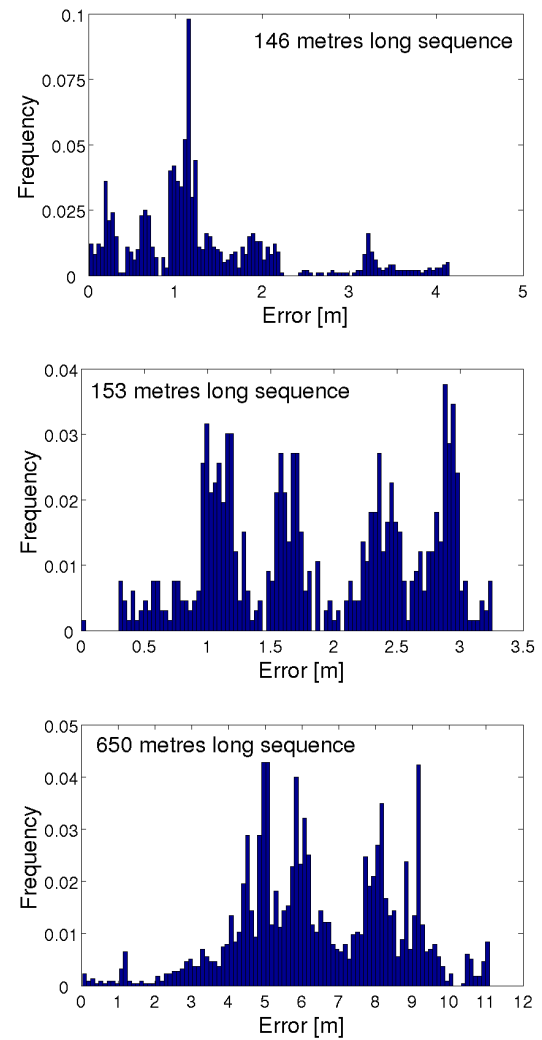 0.1
146 metres long sequence
0.075
0.05
0.025
0
Frequency
0 1 2 3 4 5
Error [m]
0.04
153 metres long sequence
0.03
0.02
0.01
0
Frequency
0 0.5 1 1.5 2 2.5 3 3.5
Error [m]
0.05
650 metres long sequence
0.04
0.03
0.02
0.01
0
Frequency
0 1 2 3 4 5 6 7 8 9 10 11 12
Error [m]